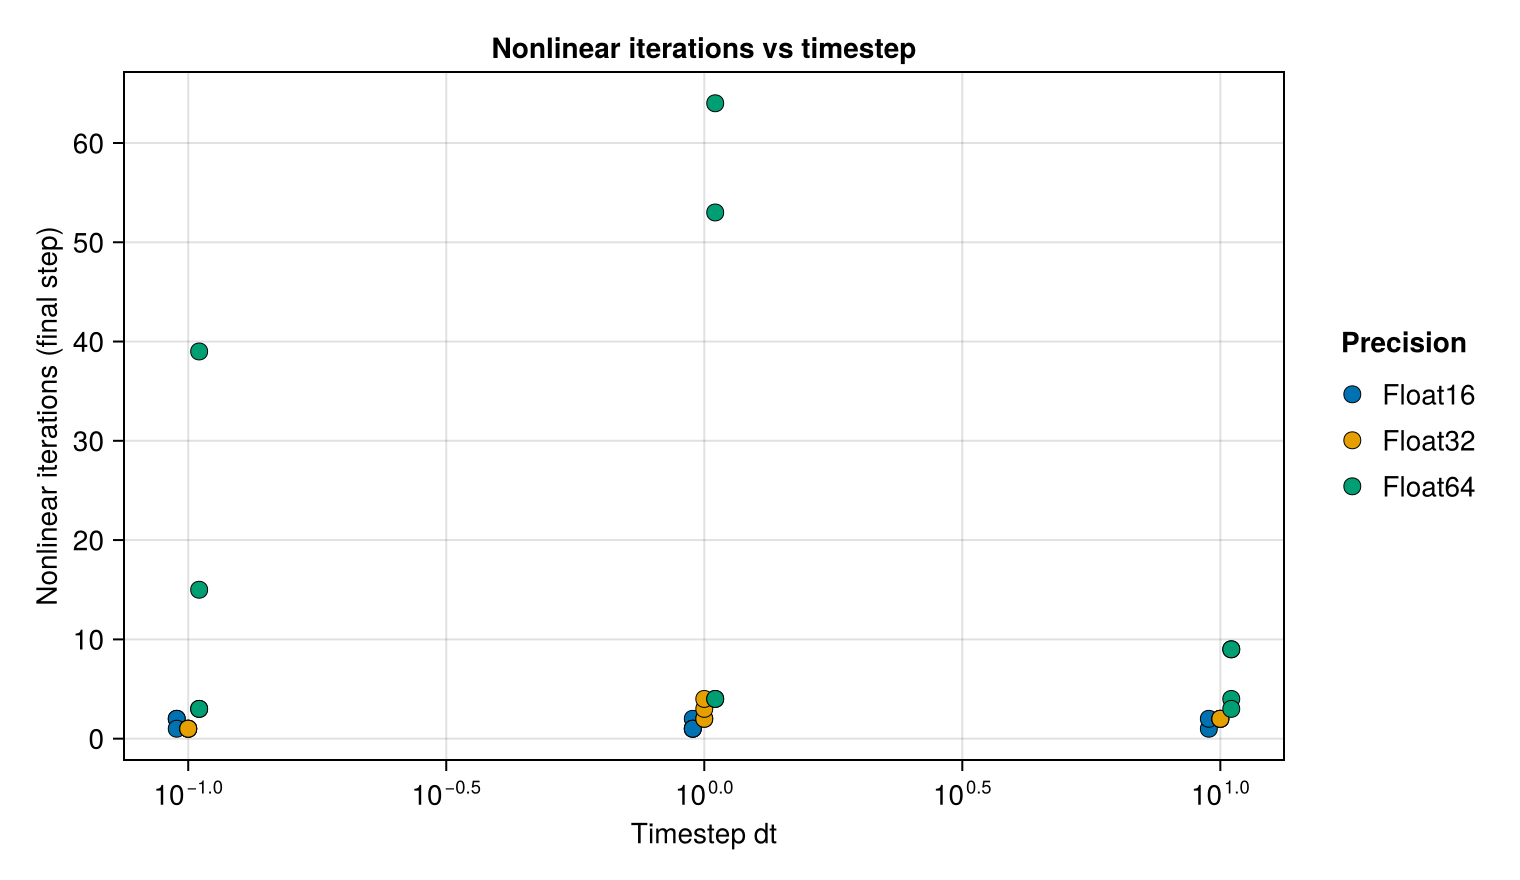 Nonlinear iterations vs timestep
Nonlinear iterations (final step)
60
50
40
30
20
10
0
10^−1.0 10^−0.5 10^0.0 10^0.5 10^1.0
Timestep dt
Precision
Float16
Float32
Float64